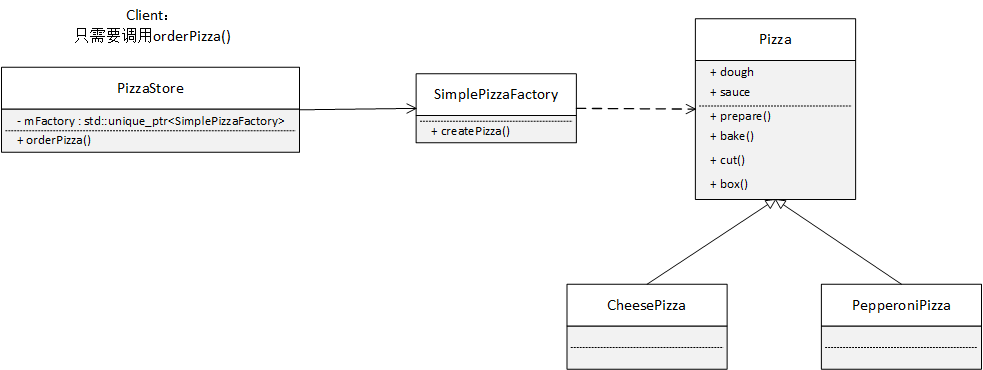 Client：
只需要调用orderPizza()
PizzaStore
- mFactory : std::unique_ptr<SimplePizzaFactory>
+ orderPizza()
SimplePizzaFactory
+ createPizza()
Pizza
+ dough
+ sauce
+ prepare()
+ bake()
+ cut()
+ box()
CheesePizza
PepperoniPizza